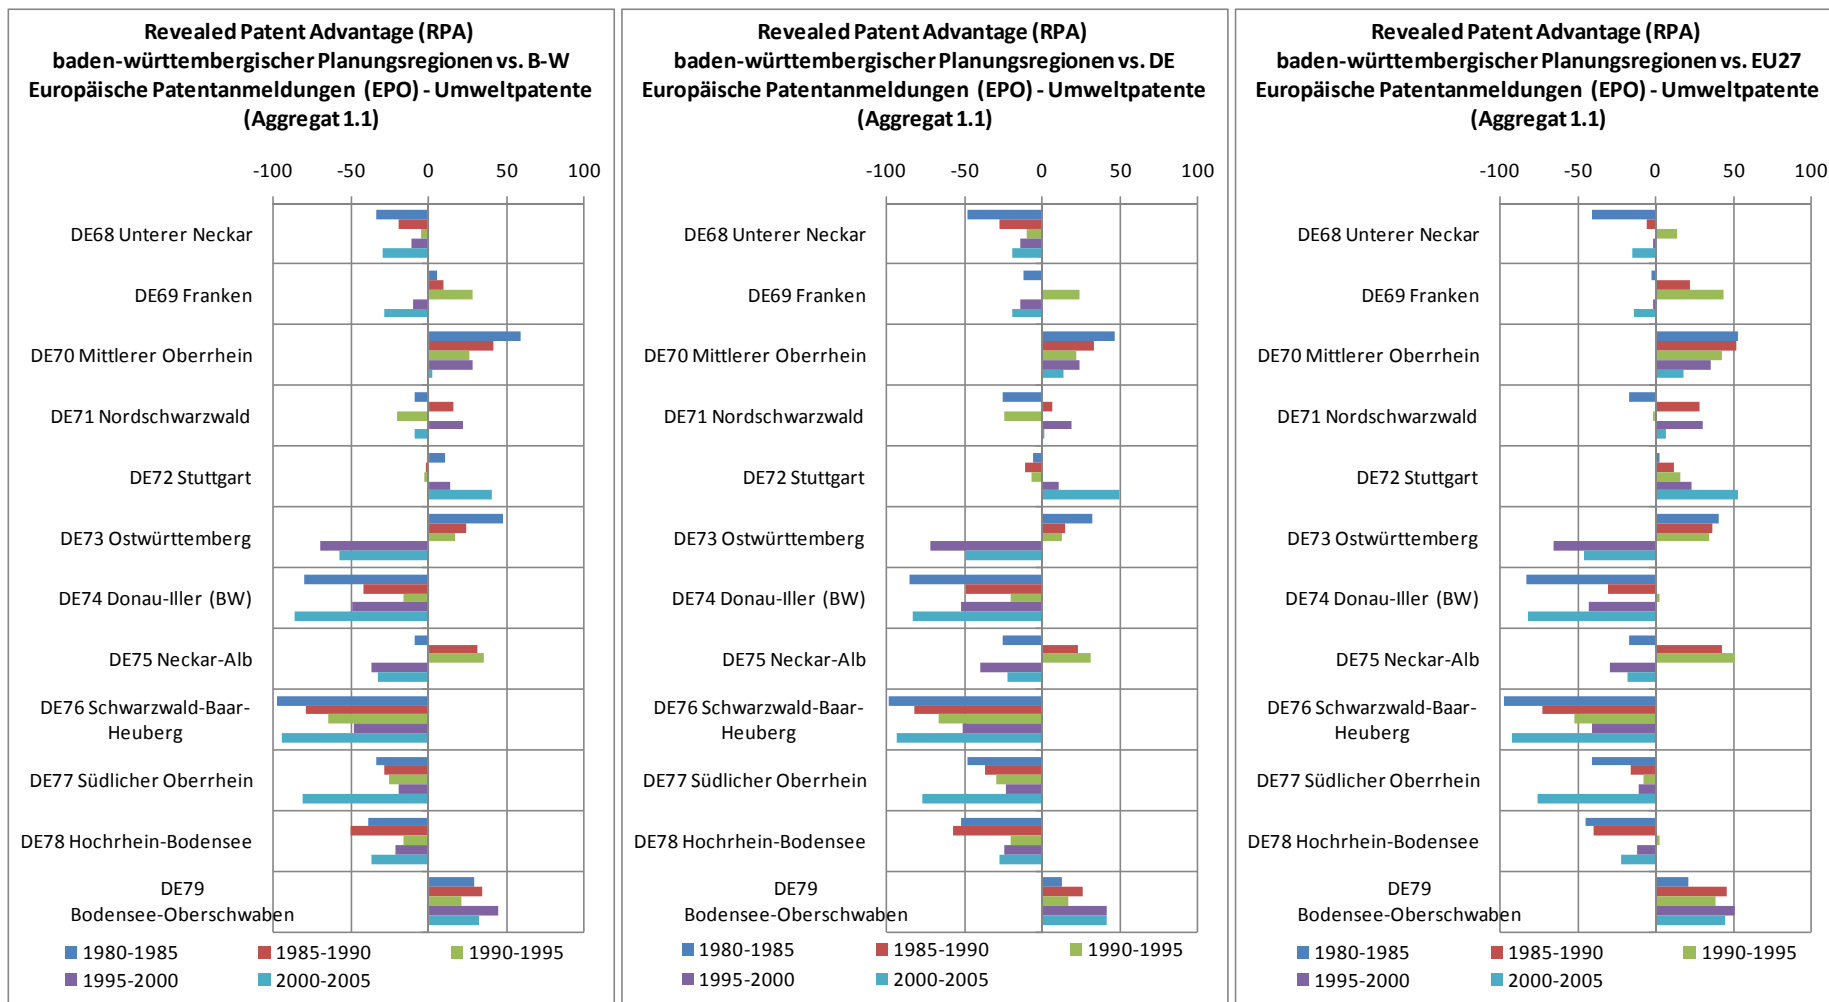 Revealed Patent Advantage (RPA)
baden-württembergischer Planungsregionen vs. B-W
Europäische Patentanmeldungen (EPO) - Umweltpatente
(Aggregat 1.1)
-100 -50 0 50 100
DE68 Unterer Neckar
DE69 Franken
DE70 Mittlerer Oberrhein
DE71 Nordschwarzwald
DE72 Stuttgart
DE73 Ostwürttemberg
DE74 Donau-Iller (BW)
DE75 Neckar-Alb
DE76 Schwarzwald-Baar-
Heuberg
DE77 Südlicher Oberrhein
DE78 Hochrhein-Bodensee
DE79
Bodensee-Oberschwaben
1980-1985 1985-1990 1990-1995
1995-2000 2000-2005
Revealed Patent Advantage (RPA)
baden-württembergischer Planungsregionen vs. DE
Europäische Patentanmeldungen (EPO) - Umweltpatente
(Aggregat 1.1)
-100 -50 0 50 100
DE68 Unterer Neckar
DE69 Franken
DE70 Mittlerer Oberrhein
DE71 Nordschwarzwald
DE72 Stuttgart
DE73 Ostwürttemberg
DE74 Donau-Iller (BW)
DE75 Neckar-Alb
DE76 Schwarzwald-Baar-
Heuberg
DE77 Südlicher Oberrhein
DE78 Hochrhein-Bodensee
DE79
Bodensee-Oberschwaben
1980-1985 1985-1990 1990-1995
1995-2000 2000-2005
Revealed Patent Advantage (RPA)
baden-württembergischer Planungsregionen vs. EU27
Europäische Patentanmeldungen (EPO) - Umweltpatente
(Aggregat 1.1)
-100 -50 0 50 100
DE68 Unterer Neckar
DE69 Franken
DE70 Mittlerer Oberrhein
DE71 Nordschwarzwald
DE72 Stuttgart
DE73 Ostwürttemberg
DE74 Donau-Iller (BW)
DE75 Neckar-Alb
DE76 Schwarzwald-Baar-
Heuberg
DE77 Südlicher Oberrhein
DE78 Hochrhein-Bodensee
DE79
Bodensee-Oberschwaben
1980-1985 1985-1990 1990-1995
1995-2000 2000-2005